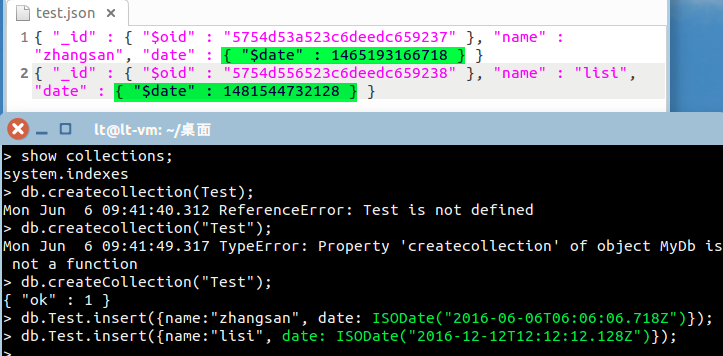 test.json ×
1 { "_id" : { "$oid" : "5754d53a523c6deedc659237" }, "name" :
"zhangsan", "date" : { "$date" : 1465193166718 } }
2 { "_id" : { "$oid" : "5754d556523c6deedc659238" }, "name" : "lisi",
"date" : { "$date" : 1481544732128 } }
lt@lt-vm: ~/桌面
> show collections;
system.indexes
> db.createcollection(Test);
Mon Jun  6 09:41:40.312 ReferenceError: Test is not defined
> db.createcollection("Test");
Mon Jun  6 09:41:49.317 TypeError: Property 'createcollection' of object MyDb is
 not a function
> db.createCollection("Test");
{ "ok" : 1 }
> db.Test.insert({name:"zhangsan", date: ISODate("2016-06-06T06:06:06.718Z")});
> db.Test.insert({name:"lisi", date: ISODate("2016-12-12T12:12:12.128Z")});
>